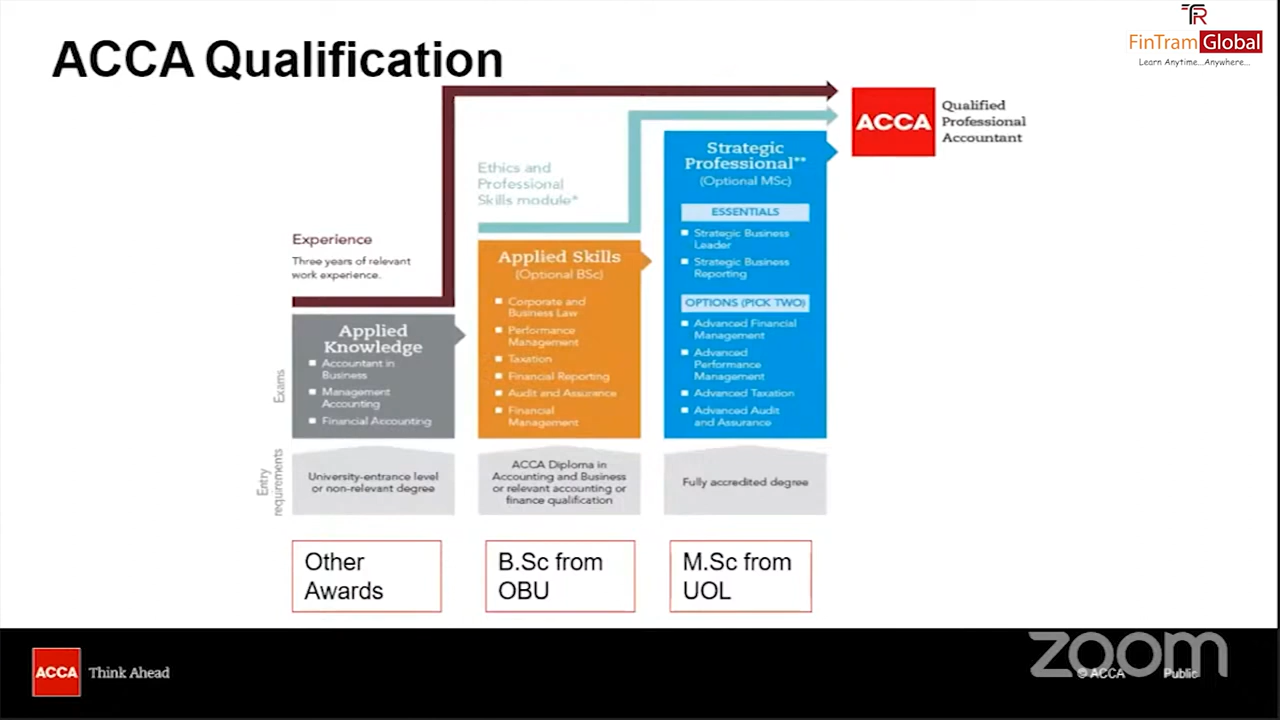 ACCA Qualification
FR
FinTram Global
Learn Anytime...Anywhere...
ACCA
Qualified
Professional
Accountant
Experience
Three years of relevant
work experience.
Ethics and
Professional
Skills module*
Applied
Knowledge
Accountant in
Business
Management
Accounting
Financial Accounting
Applied Skills
(Optional BSc)
Corporate and
Business Law
Performance
Management
Taxation
Financial Reporting
Audit and Assurance
Financial
Management
Strategic
Professional**
(Optional MSc)
ESSENTIALS
Strategic Business
Leader
Strategic Business
Reporting
OPTIONS (PICK TWO)
Advanced Financial
Management
Advanced
Performance
Management
Advanced Taxation
Advanced Audit
and Assurance
Exams
Entry
requirements
University-entrance level
or non-relevant degree
ACCA Diploma in
Accounting and Business
or relevant accounting or
finance qualification
Fully accredited degree
Other
Awards
B.Sc from
OBU
M.Sc from
UOL
ACCA
Think Ahead
zoom
© ACCA
Public